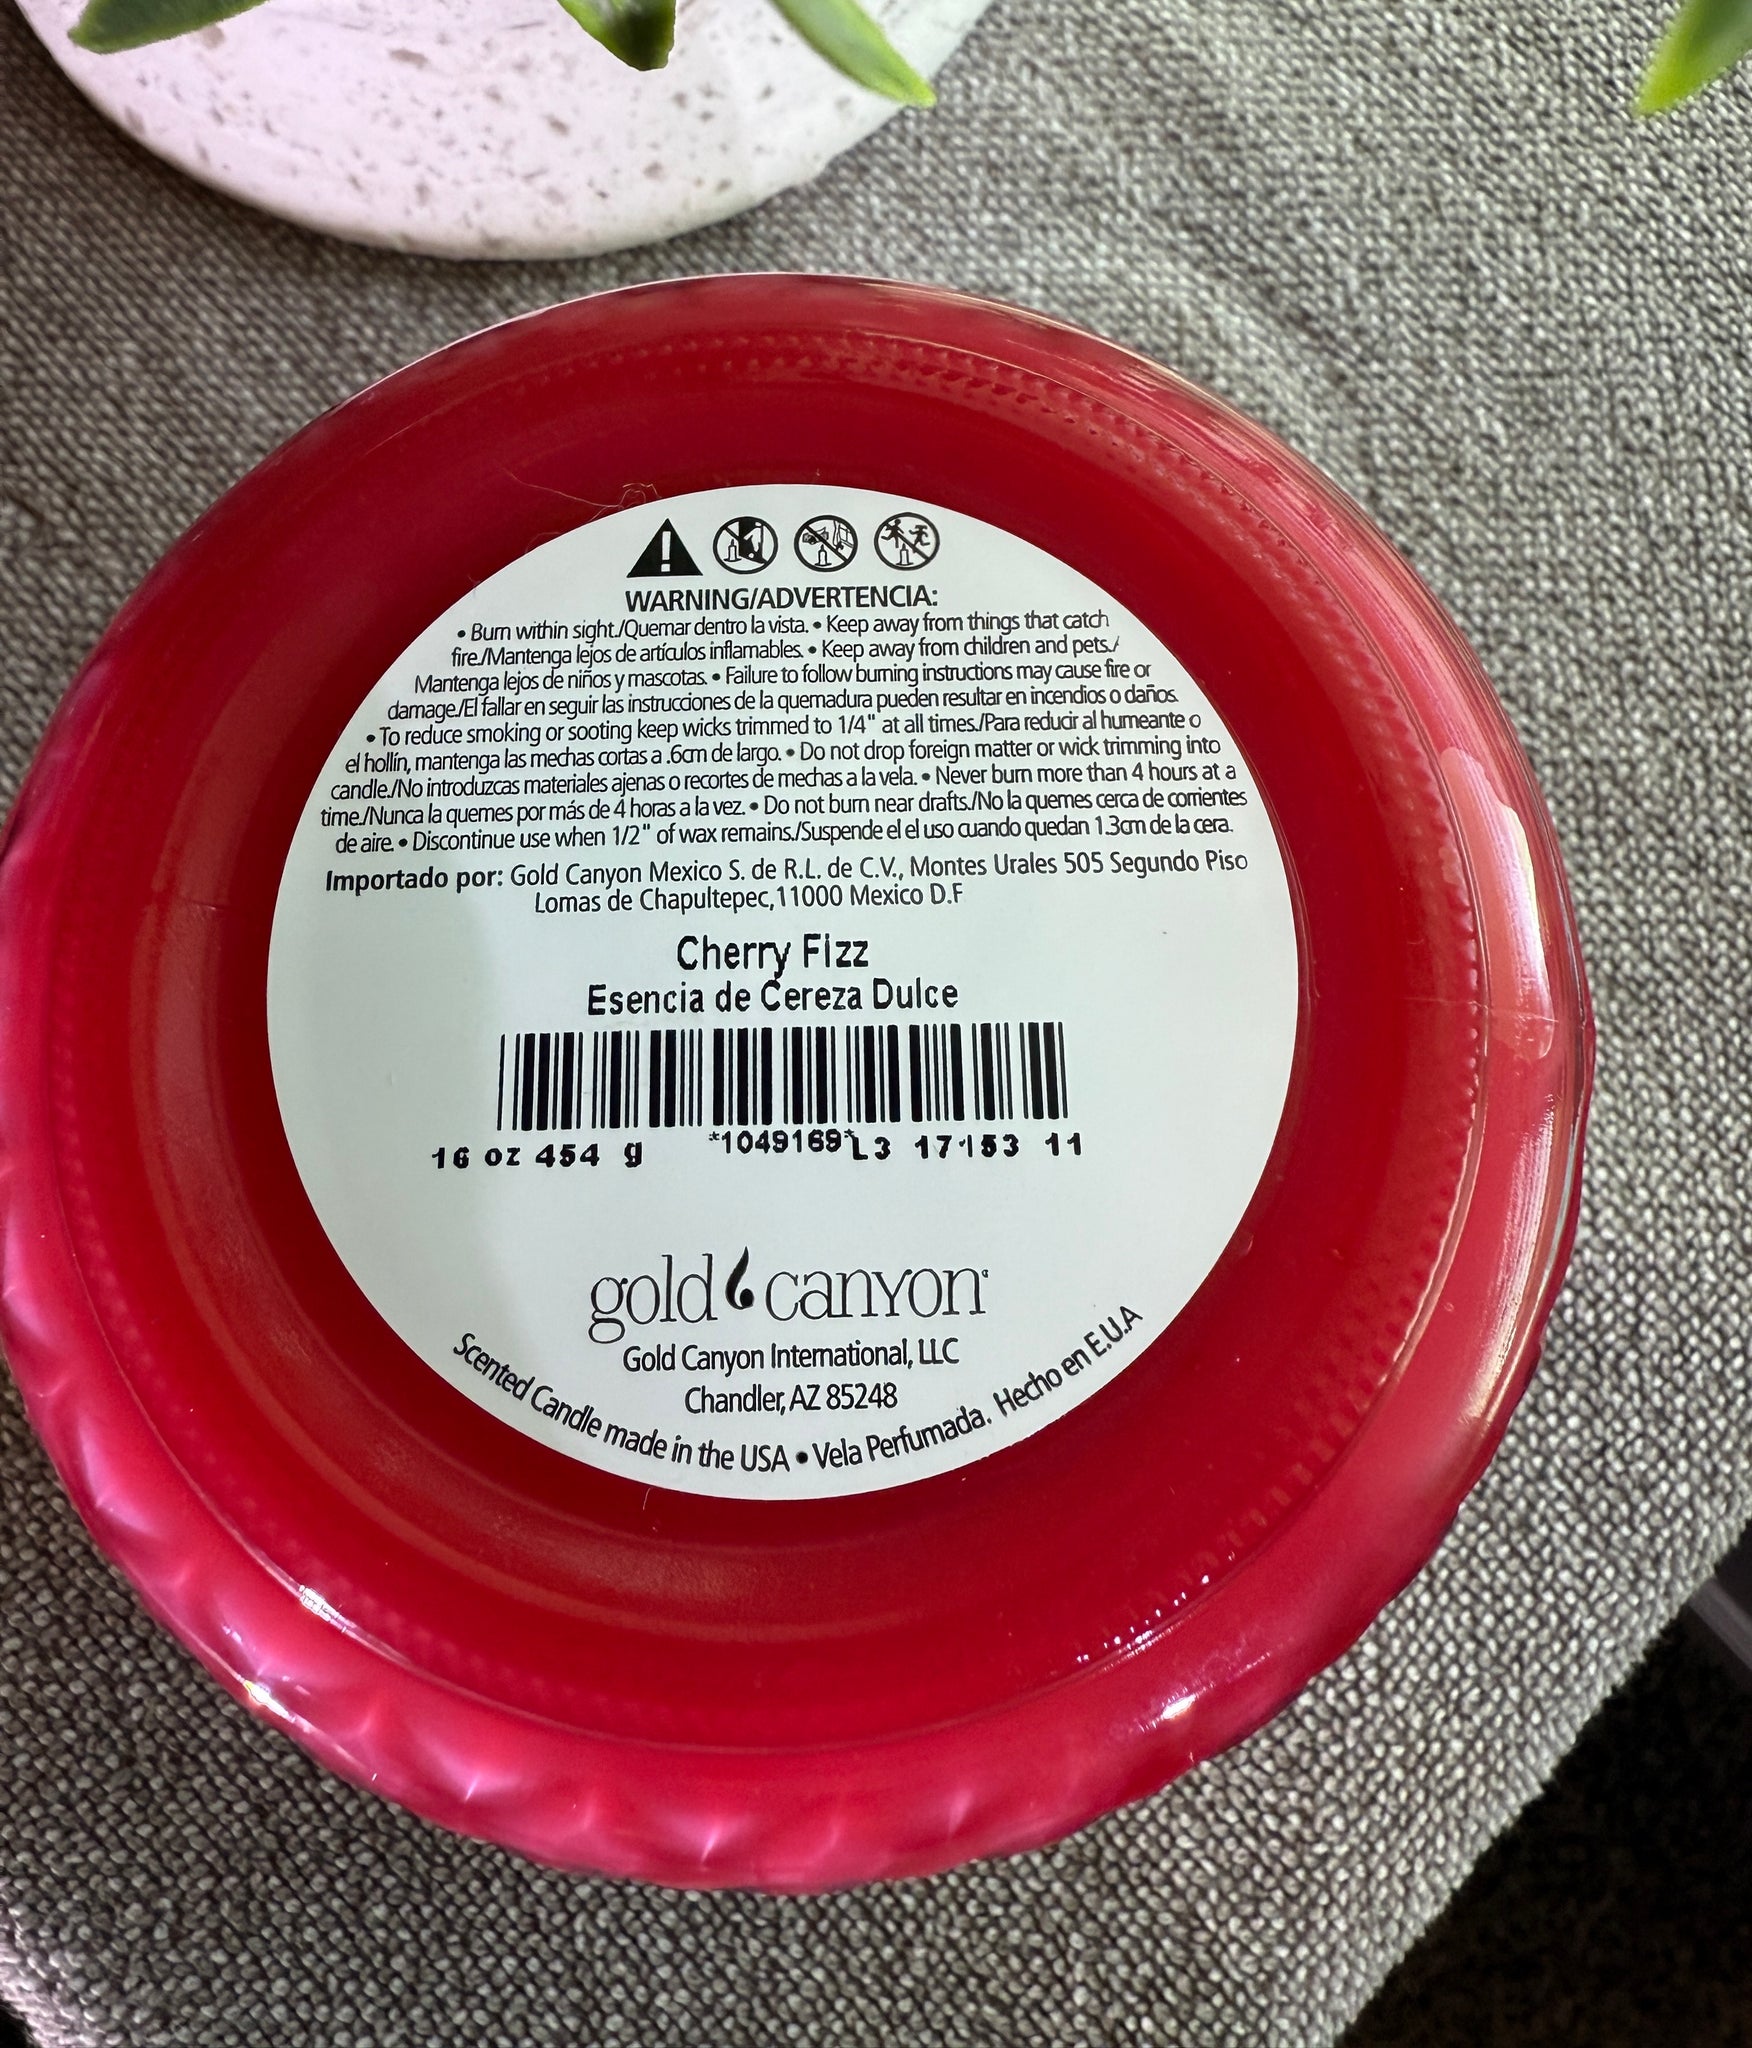 WARNING/ADVERTENCIA:
• Burn within sight./Quemar dentro la vista. • Keep away from things that catch
fire./Mantenga lejos de artículos inflamables. • Keep away from children and pets./
Mantenga lejos de niños y mascotas. • Failure to follow burning instructions may cause fire or
damage./El fallar en seguir las instrucciones de la quemadura pueden resultar en incendios o daños.
• To reduce smoking or sooting keep wicks trimmed to 1/4" at all times./Para reducir al humeante o
el hollín, mantenga las mechas cortas a .6cm de largo. • Do not drop foreign matter or wick trimming into
candle./No introduzcas materiales ajenas o recortes de mechas a la vela. • Never burn more than 4 hours at a
time./Nunca la quemes por más de 4 horas a la vez. • Do not burn near drafts./No la quemes cerca de corrientes
de aire. • Discontinue use when 1/2" of wax remains./Suspende el el uso cuando quedan 1.3cm de la cera.
Importado por: Gold Canyon Mexico S. de R.L. de C.V., Montes Urales 505 Segundo Piso
Lomas de Chapultepec,11000 Mexico D.F
Cherry Fizz
Esencia de Cereza Dulce
16 oz 454 g *1049169* L3 17153 11
gold canyon
Gold Canyon International, LLC
Chandler, AZ 85248
Scented Candle made in the USA • Vela Perfumada. Hecho en E.U.A